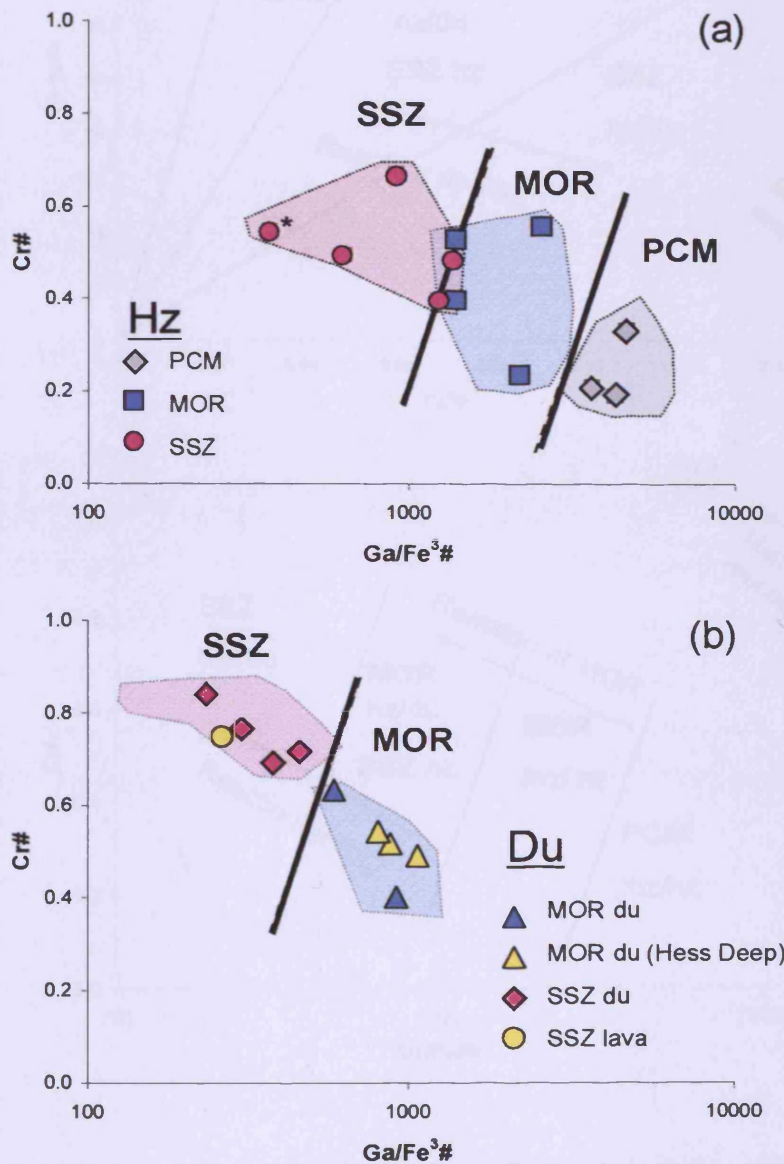 (a)
1.0
0.8
0.6
0.4
0.2
0.0
Cr#
SSZ
MOR
PCM
*
Hz
PCM
MOR
SSZ
100
1000
10000
Ga/Fe³#
(b)
1.0
0.8
0.6
0.4
0.2
0.0
Cr#
SSZ
MOR
Du
MOR du
MOR du (Hess Deep)
SSZ du
SSZ lava
100
1000
10000
Ga/Fe³#